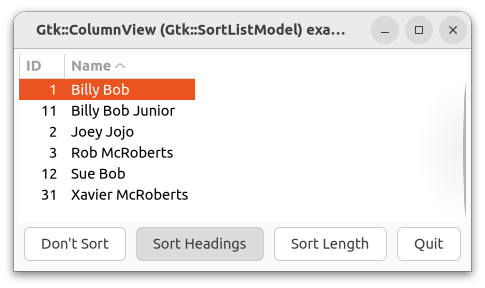 Gtk::ColumnView (Gtk::SortListModel) exa...
ID Name
1 Billy Bob
11 Billy Bob Junior
2 Joey Jojo
3 Rob McRoberts
12 Sue Bob
31 Xavier McRoberts
Don't Sort Sort Headings Sort Length Quit